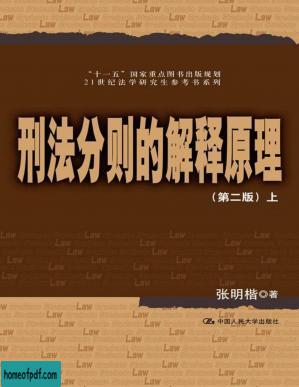 “十一五”国家重点图书出版规划
21世纪法学研究生参考书系列
刑法分则的解释原理
（第二版）上
张明楷 著
中国人民大学出版社
homeofpdf.com